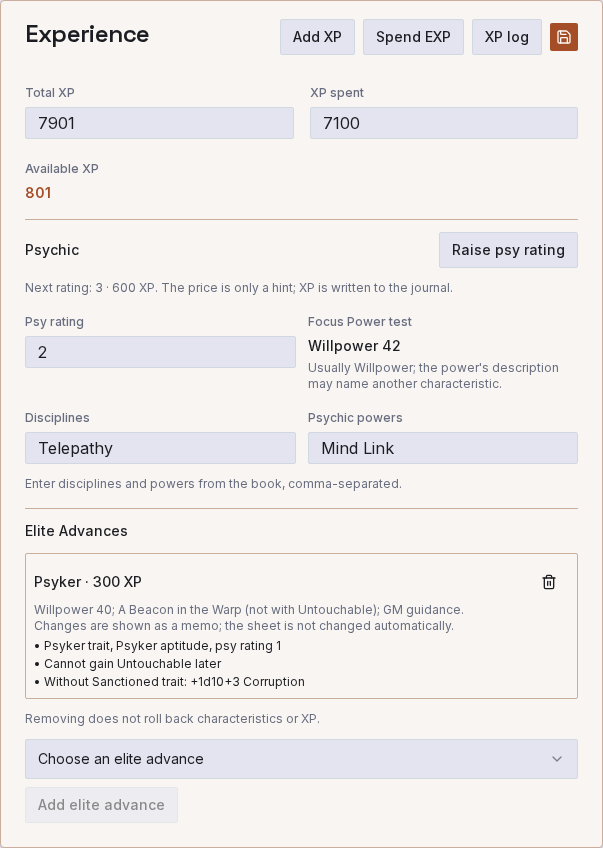 Experience
Add XP
Spend EXP
XP log
Total XP
XP spent
7901
7100
Available XP
801
Psychic
Raise psy rating
Next rating: 3 · 600 XP. The price is only a hint; XP is written to the journal.
Psy rating
Focus Power test
2
Willpower 42
Usually Willpower; the power's description
may name another characteristic.
Disciplines
Psychic powers
Telepathy
Mind Link
Enter disciplines and powers from the book, comma-separated.
Elite Advances
Psyker · 300 XP
Willpower 40; A Beacon in the Warp (not with Untouchable); GM guidance.
Changes are shown as a memo; the sheet is not changed automatically.
• Psyker trait, Psyker aptitude, psy rating 1
• Cannot gain Untouchable later
• Without Sanctioned trait: +1d10+3 Corruption
Removing does not roll back characteristics or XP.
Choose an elite advance
Add elite advance